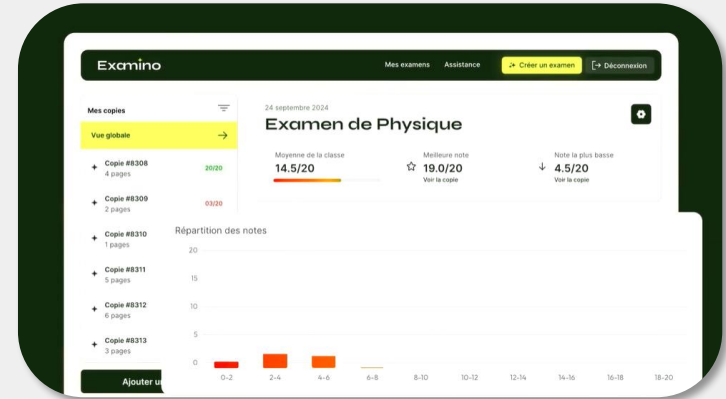 Examino
Mes examens
Assistance
Créer un examen
Déconnexion
Mes copies
Vue globale
Copie #8308
4 pages
20/20
Copie #8309
2 pages
03/20
Copie #8310
1 pages
Copie #8311
5 pages
Copie #8312
6 pages
Copie #8313
3 pages
24 septembre 2024
Examen de Physique
Moyenne de la classe
14.5/20
Meilleure note
19.0/20
Voir la copie
Note la plus basse
4.5/20
Voir la copie
Répartition des notes
20
15
10
5
0
0-2 2-4 4-6 6-8 8-10 10-12 12-14 14-16 16-18 18-20